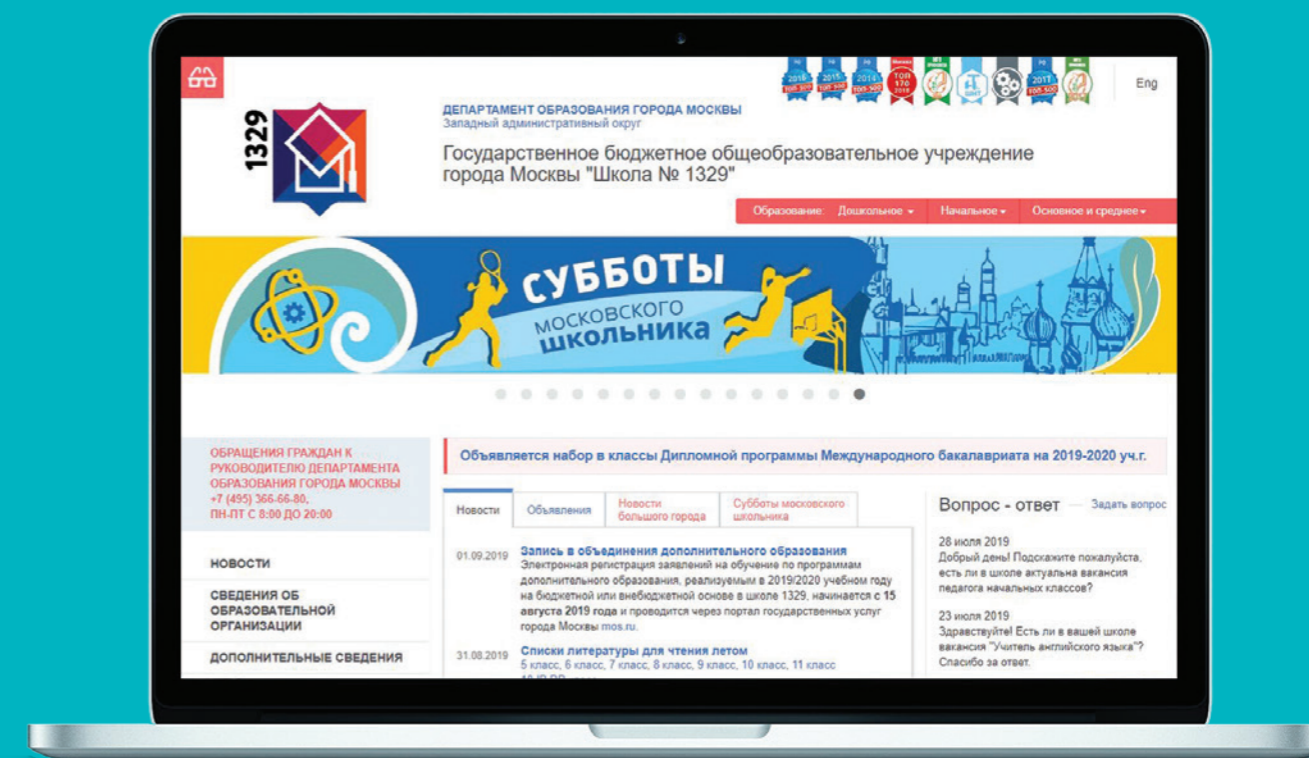 Eng
1329
ДЕПАРТАМЕНТ ОБРАЗОВАНИЯ ГОРОДА МОСКВЫ
Западный административный округ
Государственное бюджетное общеобразовательное учреждение
города Москвы "Школа № 1329"
Образование: Дошкольное Начальное Основное и среднее
СУББОТЫ
МОСКОВСКОГО
ШКОЛЬНИКА
ОБРАЩЕНИЯ ГРАЖДАН К
РУКОВОДИТЕЛЮ ДЕПАРТАМЕНТА
ОБРАЗОВАНИЯ ГОРОДА МОСКВЫ
+7 (495) 366-66-80,
ПН-ПТ С 8:00 ДО 20:00
НОВОСТИ
СВЕДЕНИЯ ОБ
ОБРАЗОВАТЕЛЬНОЙ
ОРГАНИЗАЦИИ
ДОПОЛНИТЕЛЬНЫЕ СВЕДЕНИЯ
Объявляется набор в классы Дипломной программы Международного бакалавриата на 2019-2020 уч.г.
Новости
Объявления
Новости
большого города
Субботы московского
школьника
01.09.2019
Запись в объединения дополнительного образования
Электронная регистрация заявлений на обучение по программам
дополнительного образования, реализуемым в 2019/2020 учебном году
на бюджетной или внебюджетной основе в школе 1329, начинается с 15
августа 2019 года и проводится через портал государственных услуг
города Москвы mos.ru.
31.08.2019
Списки литературы для чтения летом
5 класс, 6 класс, 7 класс, 8 класс, 9 класс, 10 класс, 11 класс
Вопрос - ответ — Задать вопрос
28 июля 2019
Добрый день! Подскажите пожалуйста,
есть ли в школе актуальна вакансия
педагога начальных классов?
23 июля 2019
Здравствуйте! Есть ли в вашей школе
вакансия "Учитель английского языка"?
Спасибо за ответ.